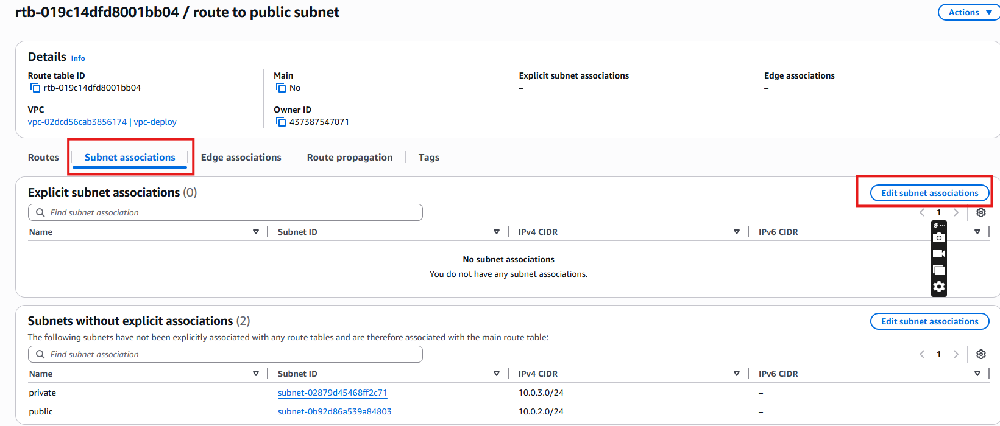 rtb-019c14dfd8001bb04 / route to public subnet
Actions
Details Info
Route table ID
rtb-019c14dfd8001bb04
Main
No
Explicit subnet associations
–
Edge associations
–
VPC
vpc-02dcd56cab3856174 | vpc-deploy
Owner ID
437387547071
Routes Subnet associations Edge associations Route propagation Tags
Explicit subnet associations (0)
Edit subnet associations
Find subnet association
1
Name Subnet ID IPv4 CIDR IPv6 CIDR
No subnet associations
You do not have any subnet associations.
Subnets without explicit associations (2)
Edit subnet associations
The following subnets have not been explicitly associated with any route tables and are therefore associated with the main route table:
Find subnet association
1
Name Subnet ID IPv4 CIDR IPv6 CIDR
private subnet-02879d45468ff2c71 10.0.3.0/24 –
public subnet-0b92d86a539a84803 10.0.2.0/24 –